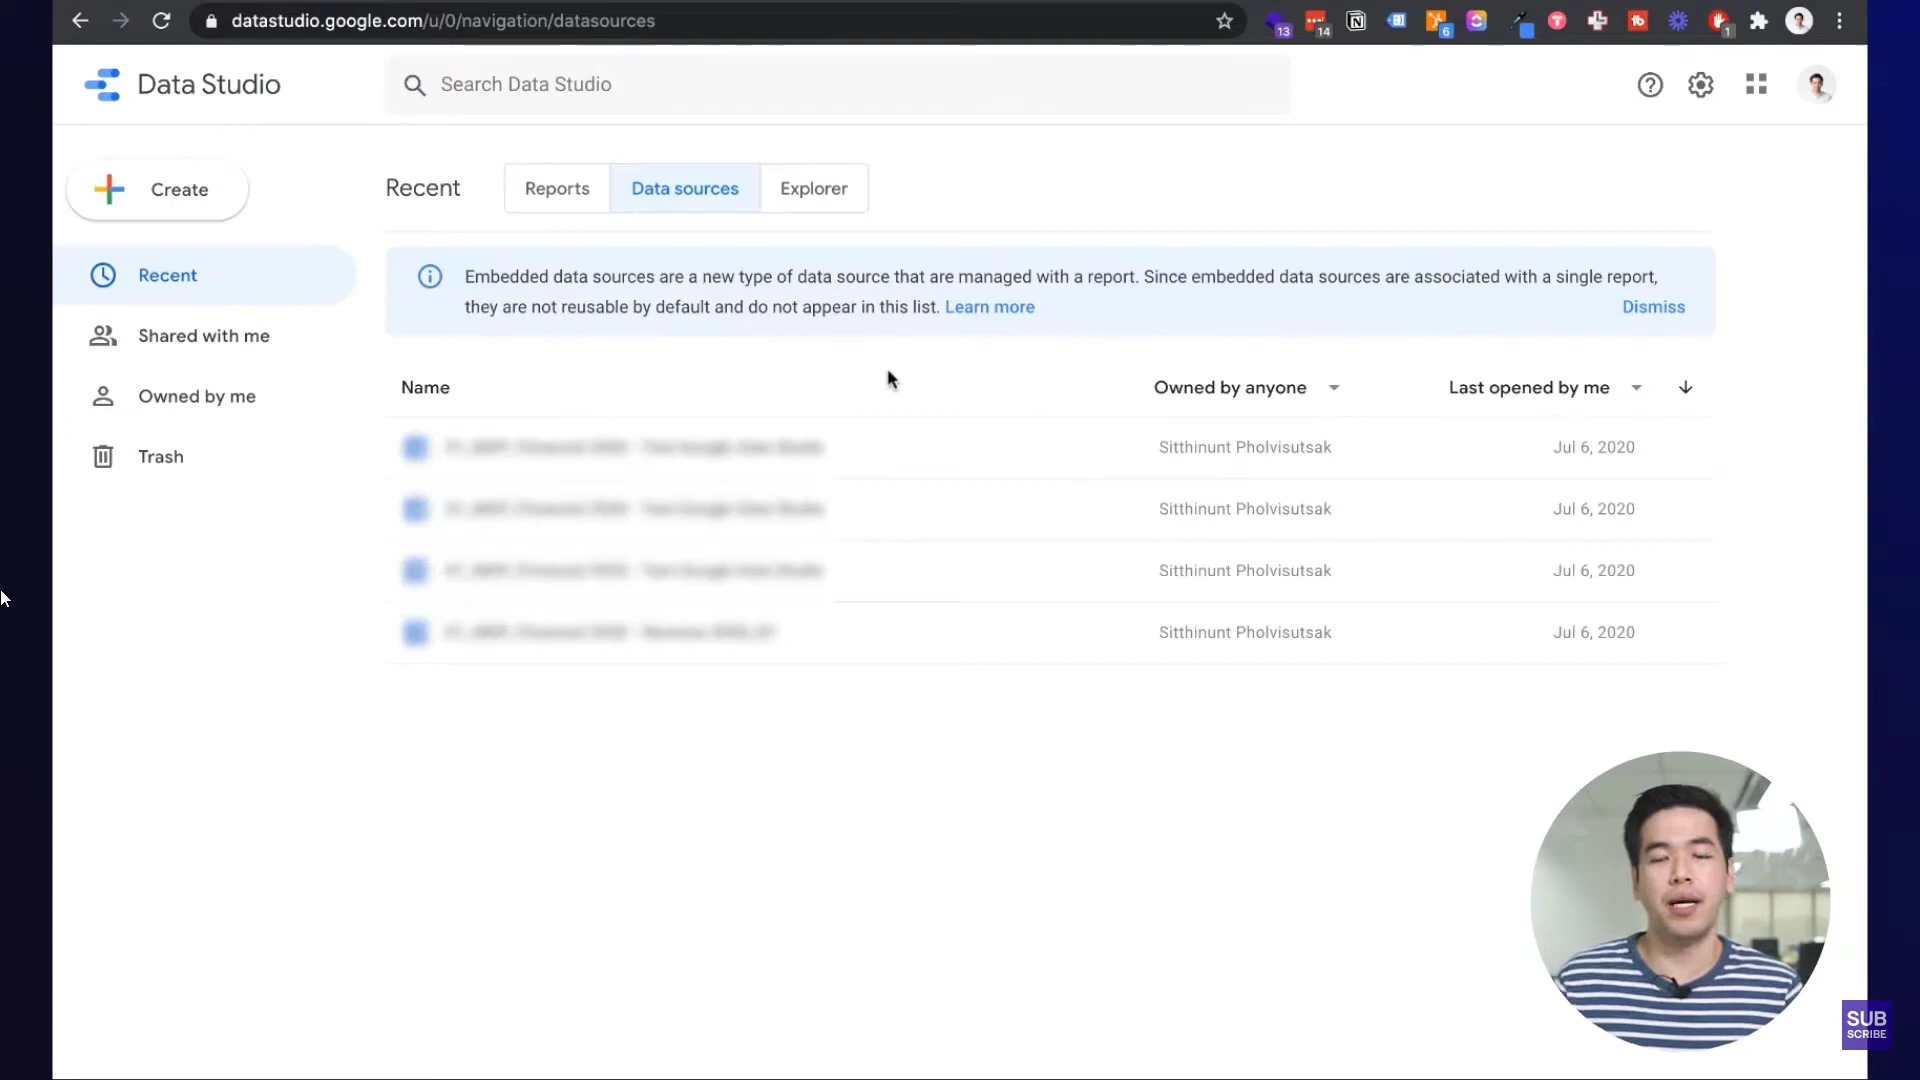 datastudio.google.com/u/0/navigation/datasources
13
14
6
1
Data Studio
Search Data Studio
Create
Recent
Reports
Data sources
Explorer
Recent
Shared with me
Owned by me
Trash
Embedded data sources are a new type of data source that are managed with a report. Since embedded data sources are associated with a single report,
they are not reusable by default and do not appear in this list. Learn more
Dismiss
Name
Owned by anyone
Last opened by me
Sitthinunt Pholvisutsak
Jul 6, 2020
Sitthinunt Pholvisutsak
Jul 6, 2020
Sitthinunt Pholvisutsak
Jul 6, 2020
Sitthinunt Pholvisutsak
Jul 6, 2020
SUB
SCRIBE